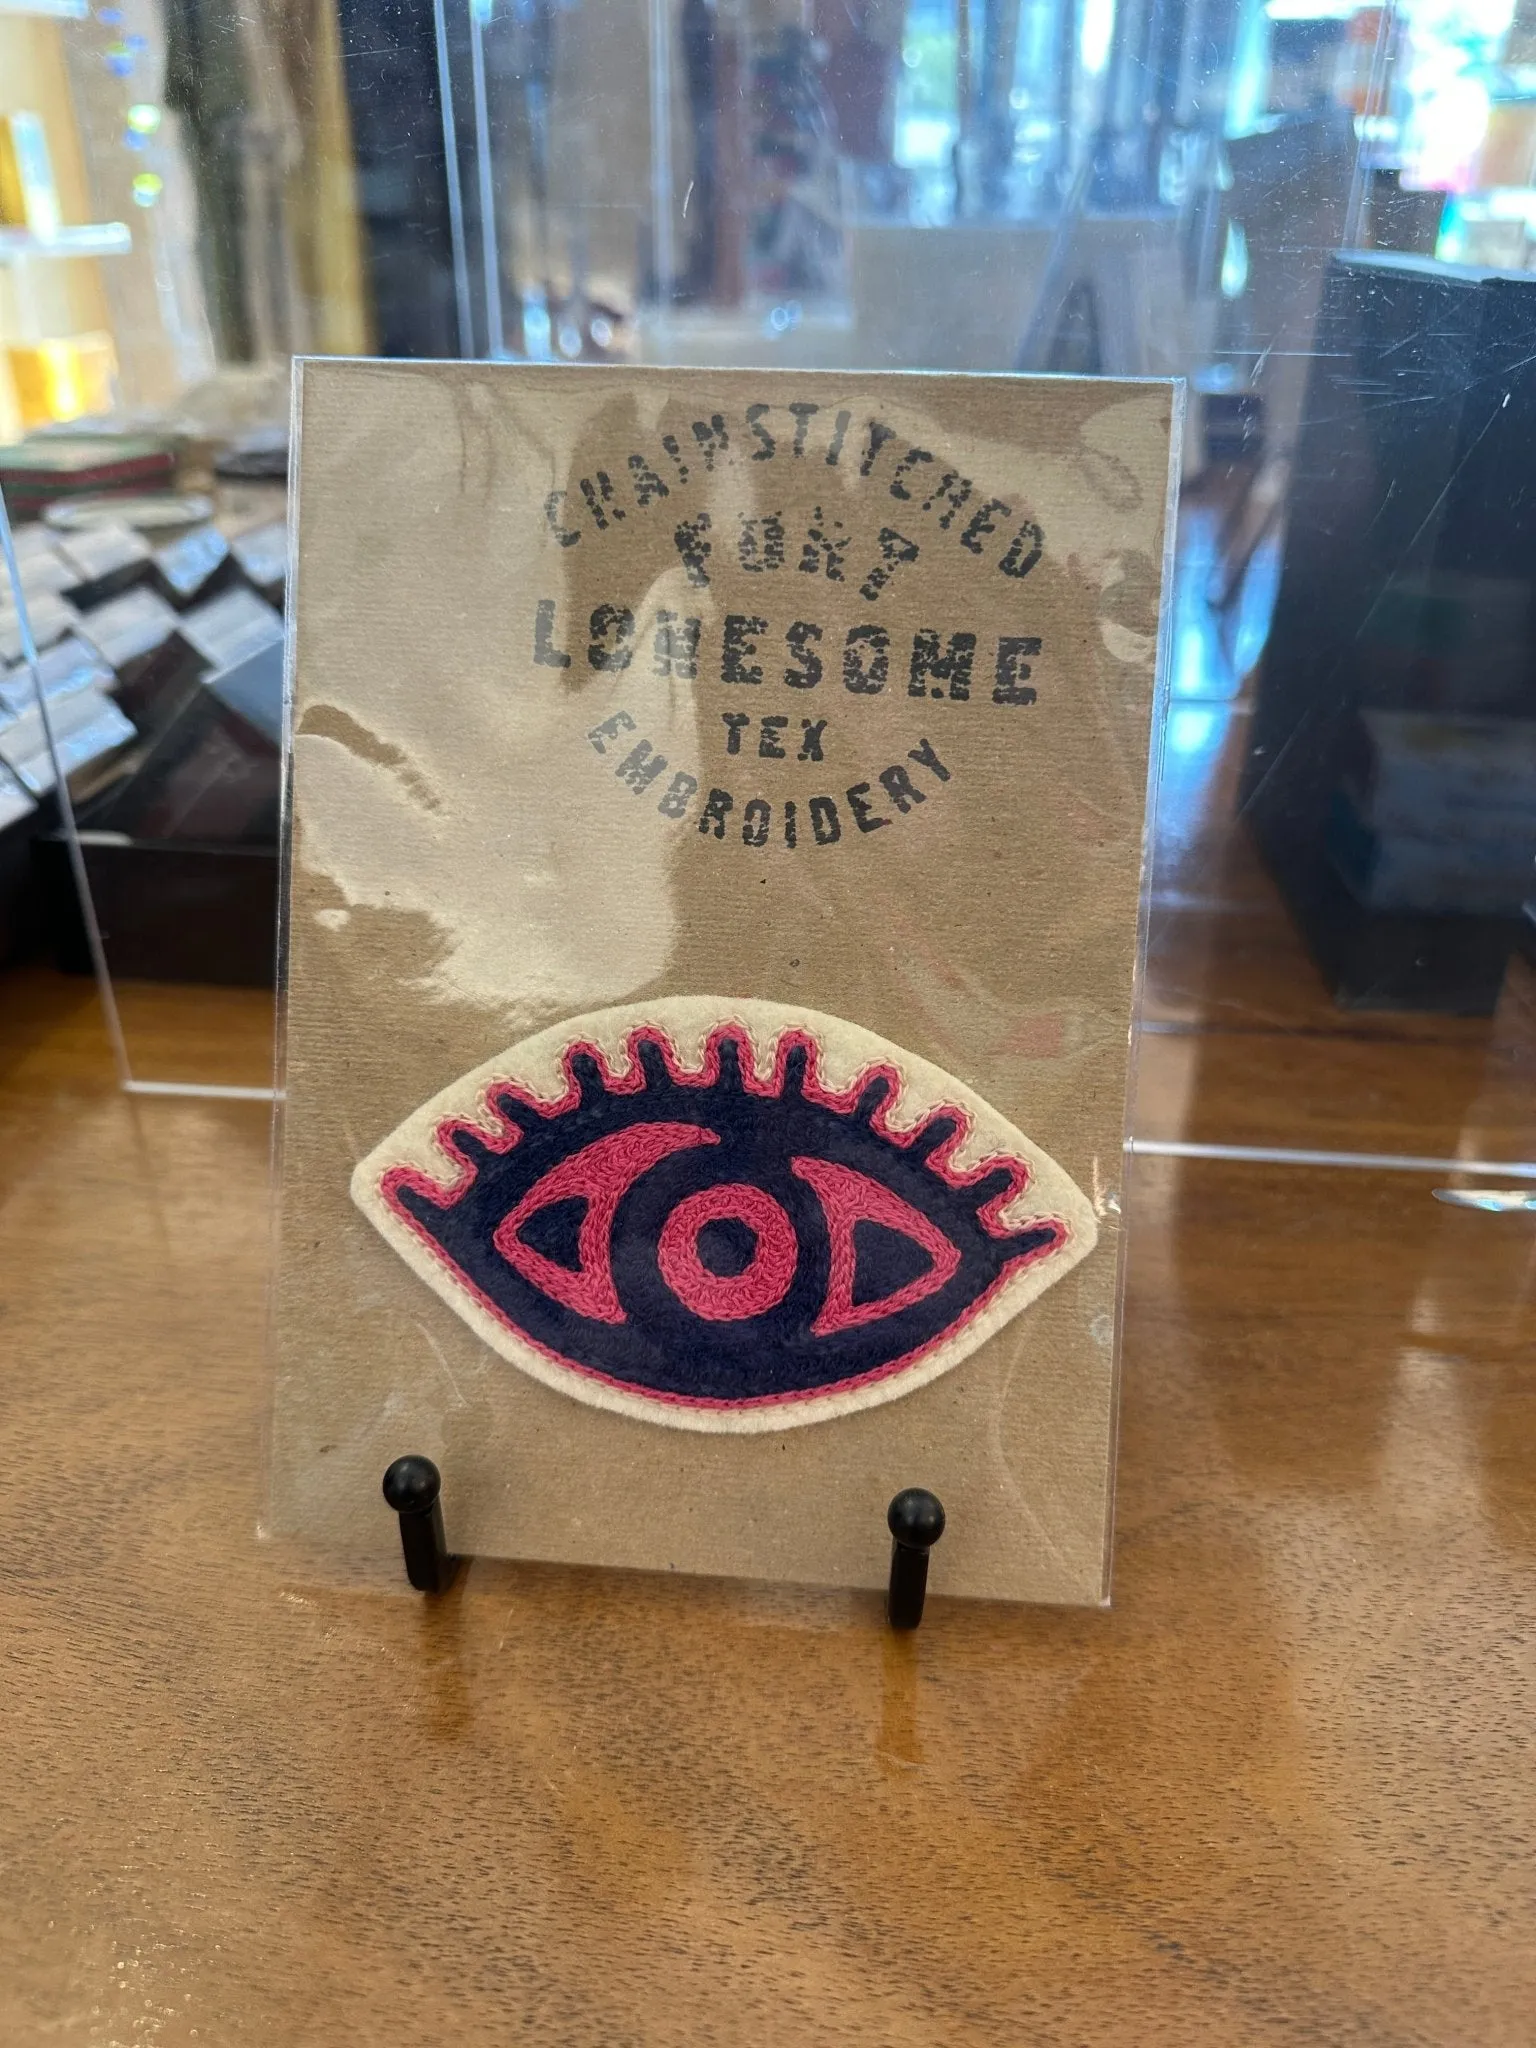 CHAINSTITCHED
FORT
LONESOME
TEX
EMBROIDERY